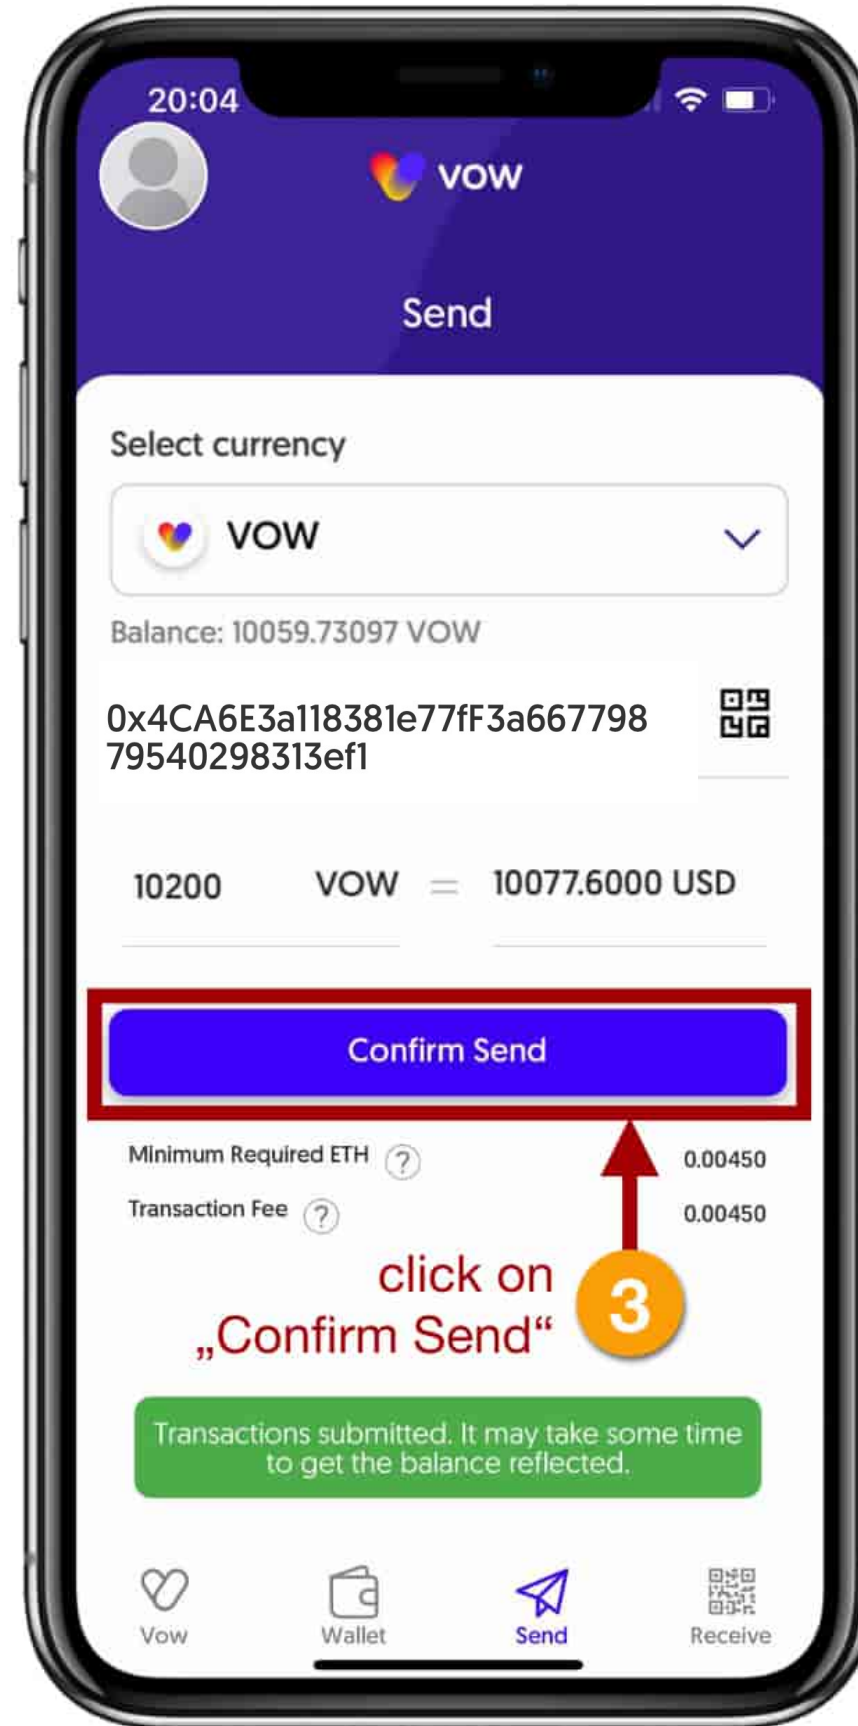 20:04
vow
Send
Select currency
VOW
Balance: 10059.73097 VOW
0x4CA6E3a118381e77fF3a667798
79540298313ef1
10200 VOW = 10077.6000 USD
Confirm Send
Minimum Required ETH ? 0.00450
Transaction Fee ? 0.00450
click on
„Confirm Send“
3
Transactions submitted. It may take some time
to get the balance reflected.
Vow Wallet Send Receive